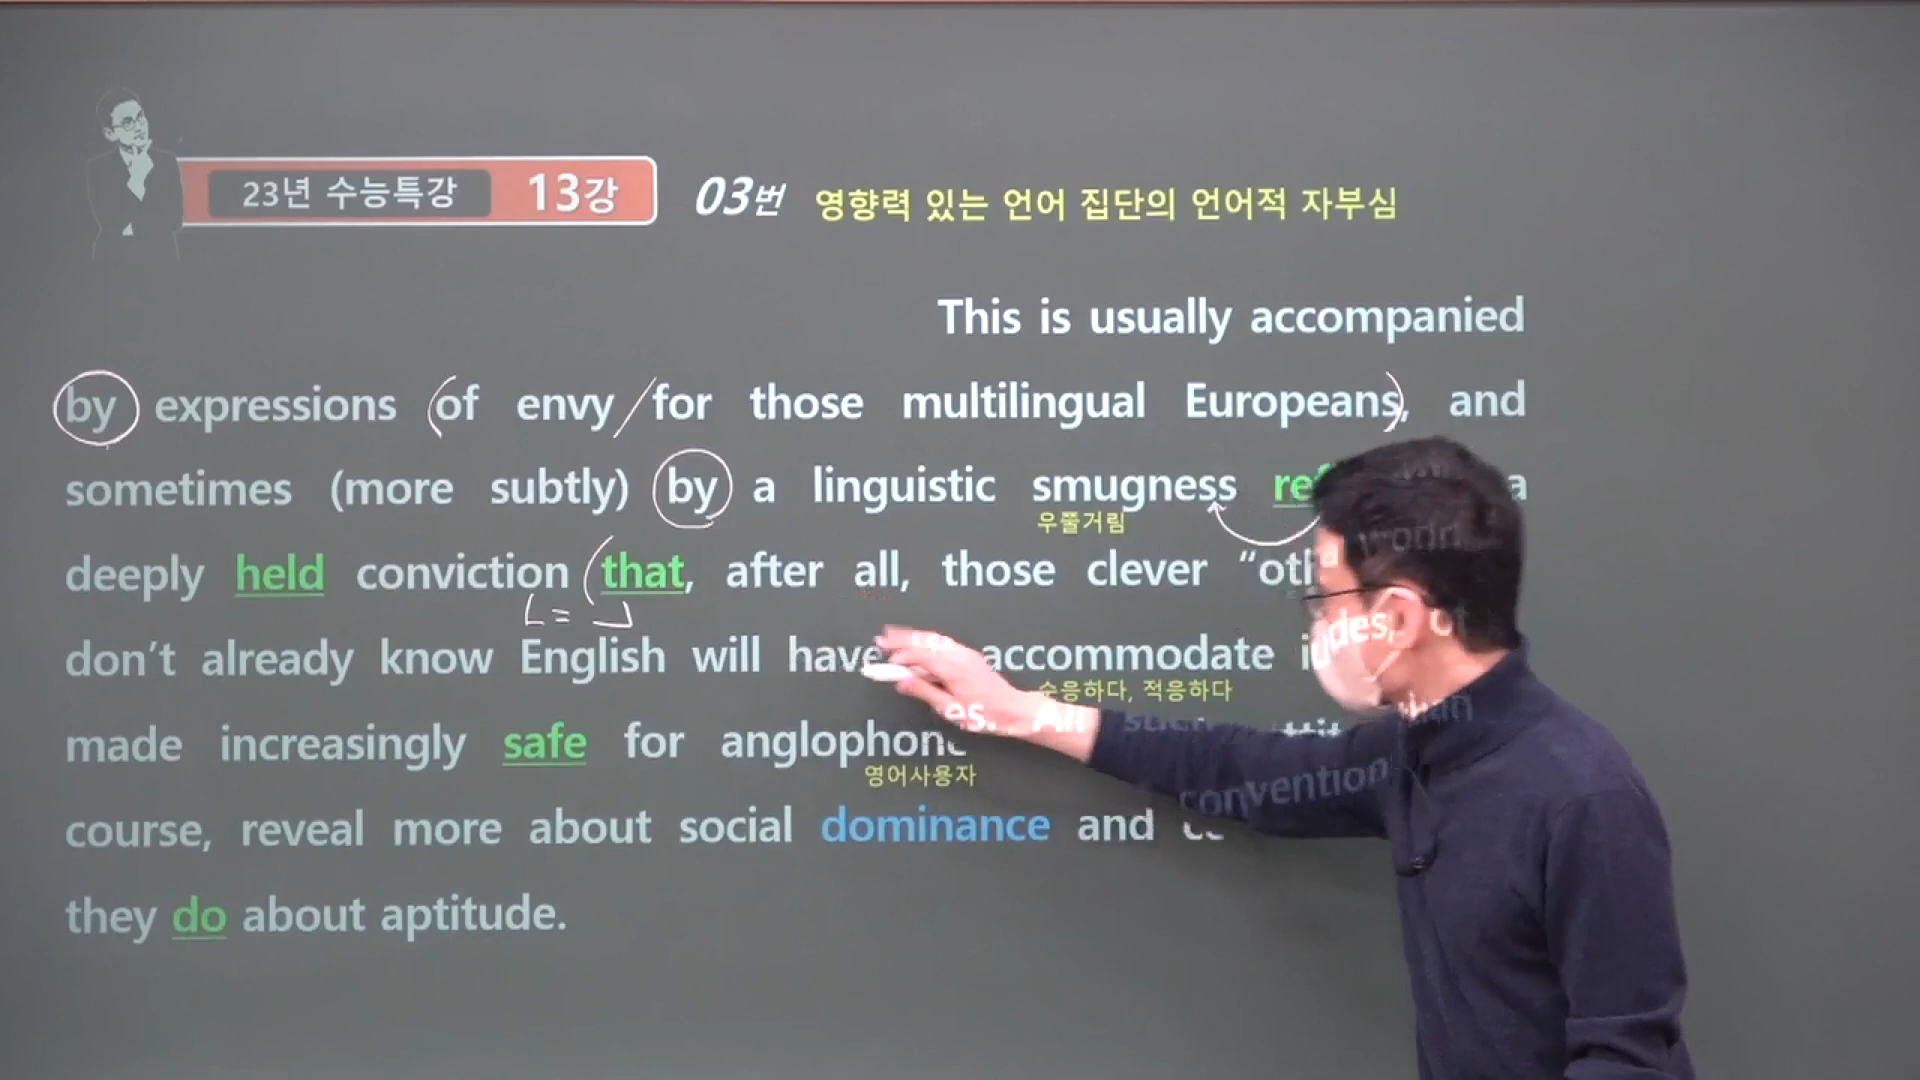 23년 수능특강 13강 03번 영향력 있는 언어 집단의 언어적 자부심
This is usually accompanied
by expressions (of envy / for those multilingual Europeans), and
sometimes (more subtly) by a linguistic smugness a
우쭐거림
deeply held conviction (that, after all, those clever
don't already know English will have accommodate
순응하다, 적응하다
made increasingly safe for anglophone
영어사용자
course, reveal more about social dominance and convention
they do about aptitude.